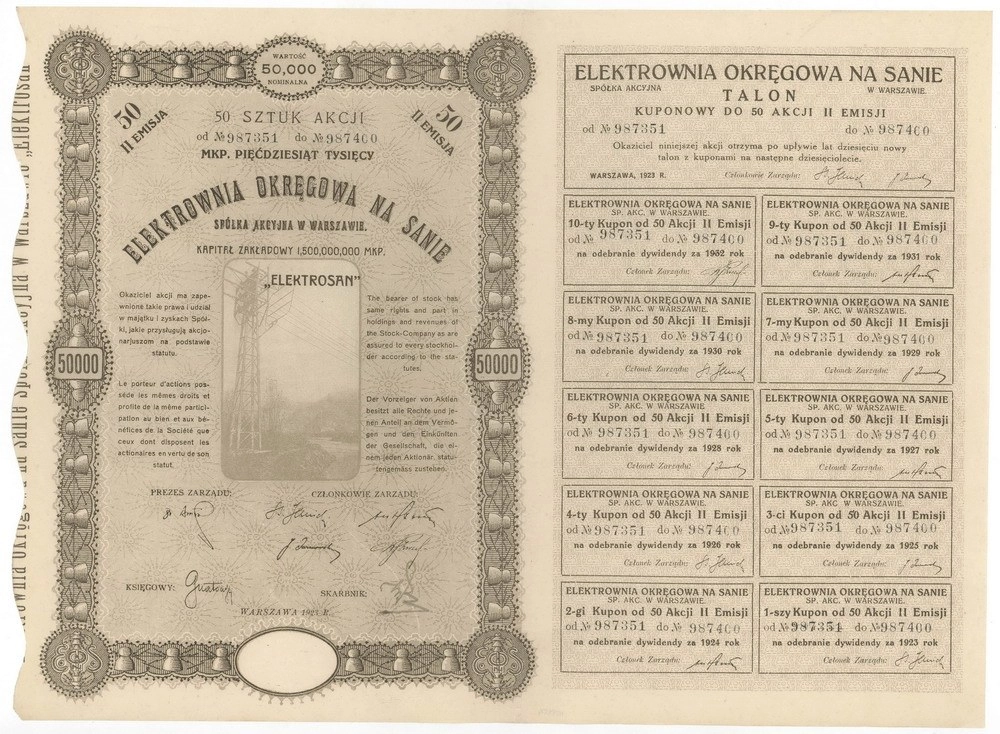 WARTOŚĆ
50,000
NOMINALNA
50
II EMISJA
50
II EMISJA
50 SZTUK AKCJI
od № 987351 do № 987400
MKP. PIĘĆDZIESIĄT TYSIĘCY
ELEKTROWNIA OKRĘGOWA NA SANIE
SPÓŁKA AKCYJNA W WARSZAWIE.
KAPITAŁ ZAKŁADOWY 1,500,000,000 MKP.
„ELEKTROSAN”
Okaziciel akcji ma zape-
wnione takie prawa i udział
w majątku i zyskach Spół-
ki, jakie przysługują akcjo-
narjuszom na podstawie
statutu.
Le porteur d'actions pos-
séde les mêmes droits et
profite de la même partici-
pation au bien et aux bé-
néfices de la Société que
ceux dont disposent les
actionaires en vertu de son
statut.
The bearer of stock has
same rights and part in
holdings and revenues of
the Stock-Company as are
assured to every stockhol-
der according to the sta-
tutes.
Der Vorzeiger von Aktien
besitzt alle Rechte und je-
nen Anteil an dem Vermö-
gen und den Einkünften
der Gesellschaft, die ei-
nem jeden Aktionär statu-
tengemäss zustehen.
50000
50000
PREZES ZARZĄDU:
CZŁONKOWIE ZARZĄDU:
KSIĘGOWY:
SKARBNIK:
WARSZAWA 1923 R.
ELEKTROWNIA OKRĘGOWA NA SANIE
SPÓŁKA AKCYJNA W WARSZAWIE.
TALON
KUPONOWY DO 50 AKCJI II EMISJI
od № 987351 do № 987400
Okaziciel niniejszej akcji otrzyma po upływie lat dziesięciu nowy
talon z kuponami na następne dziesięciolecie.
WARSZAWA, 1923 R. Członkowie Zarządu:
ELEKTROWNIA OKRĘGOWA NA SANIE
SP. AKC. W WARSZAWIE.
10-ty Kupon od 50 Akcji II Emisji
od № 987351 do № 987400
na odebranie dywidendy za 1932 rok
Członek Zarządu:
ELEKTROWNIA OKRĘGOWA NA SANIE
SP. AKC. W WARSZAWIE.
9-ty Kupon od 50 Akcji II Emisji
od № 987351 do № 987400
na odebranie dywidendy za 1931 rok
Członek Zarządu:
ELEKTROWNIA OKRĘGOWA NA SANIE
SP. AKC. W WARSZAWIE.
8-my Kupon od 50 Akcji II Emisji
od № 987351 do № 987400
na odebranie dywidendy za 1930 rok
Członek Zarządu:
ELEKTROWNIA OKRĘGOWA NA SANIE
SP. AKC. W WARSZAWIE.
7-my Kupon od 50 Akcji II Emisji
od № 987351 do № 987400
na odebranie dywidendy za 1929 rok
Członek Zarządu:
ELEKTROWNIA OKRĘGOWA NA SANIE
SP. AKC. W WARSZAWIE.
6-ty Kupon od 50 Akcji II Emisji
od № 987351 do № 987400
na odebranie dywidendy za 1928 rok
Członek Zarządu:
ELEKTROWNIA OKRĘGOWA NA SANIE
SP. AKC. W WARSZAWIE.
5-ty Kupon od 50 Akcji II Emisji
od № 987351 do № 987400
na odebranie dywidendy za 1927 rok
Członek Zarządu:
ELEKTROWNIA OKRĘGOWA NA SANIE
SP. AKC. W WARSZAWIE.
4-ty Kupon od 50 Akcji II Emisji
od № 987351 do № 987400
na odebranie dywidendy za 1926 rok
Członek Zarządu:
ELEKTROWNIA OKRĘGOWA NA SANIE
SP. AKC. W WARSZAWIE.
3-ci Kupon od 50 Akcji II Emisji
od № 987351 do № 987400
na odebranie dywidendy za 1925 rok
Członek Zarządu:
ELEKTROWNIA OKRĘGOWA NA SANIE
SP. AKC. W WARSZAWIE.
2-gi Kupon od 50 Akcji II Emisji
od № 987351 do № 987400
na odebranie dywidendy za 1924 rok
Członek Zarządu:
ELEKTROWNIA OKRĘGOWA NA SANIE
SP. AKC. W WARSZAWIE.
1-szy Kupon od 50 Akcji II Emisji
od № 987351 do № 987400
na odebranie dywidendy za 1923 rok
Członek Zarządu: